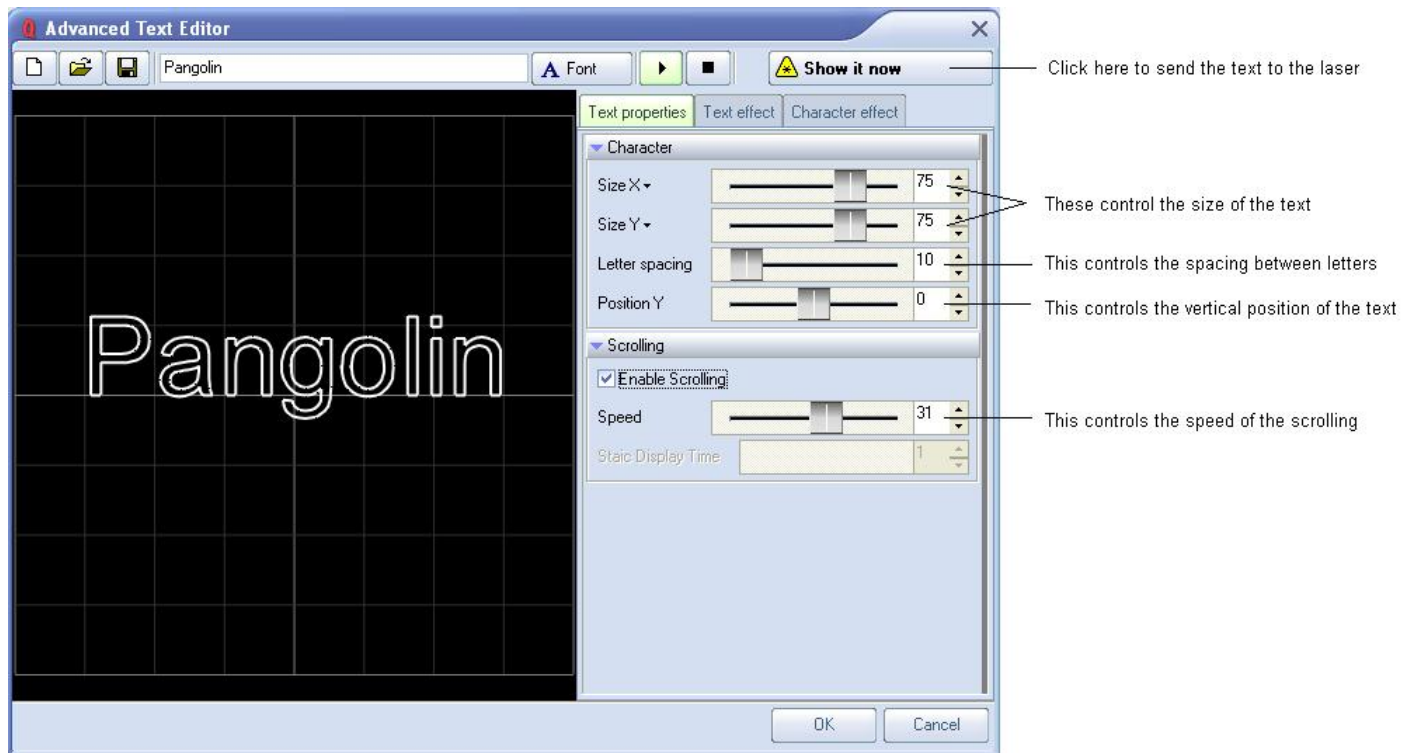 Advanced Text Editor
Pangolin
A Font
Show it now
Click here to send the text to the laser
Text properties Text effect Character effect
Character
Size X 75
These control the size of the text
Size Y 75
Letter spacing 10
This controls the spacing between letters
Position Y 0
This controls the vertical position of the text
Pangolin
Scrolling
Enable Scrolling
Speed 31
This controls the speed of the scrolling
Staic Display Time 1
OK Cancel